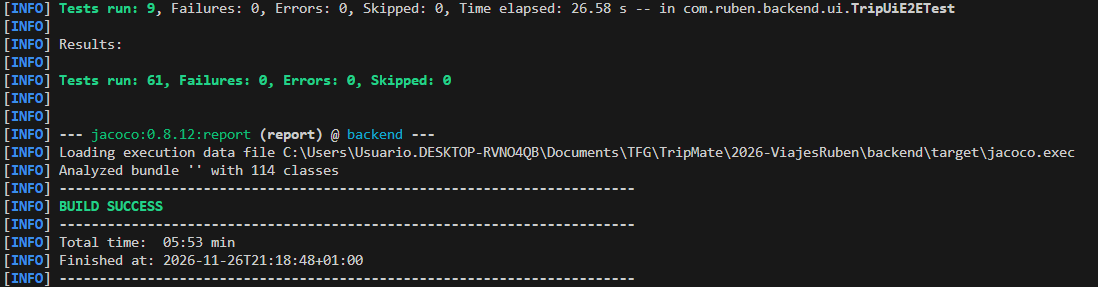 [INFO] Tests run: 9, Failures: 0, Errors: 0, Skipped: 0, Time elapsed: 26.58 s -- in com.ruben.backend.ui.TripUiE2ETest
[INFO]
[INFO] Results:
[INFO]
[INFO] Tests run: 61, Failures: 0, Errors: 0, Skipped: 0
[INFO]
[INFO]
[INFO] --- jacoco:0.8.12:report (report) @ backend ---
[INFO] Loading execution data file C:\Users\Usuario.DESKTOP-RVNO4QB\Documents\TFG\TripMate\2026-ViajesRuben\backend\target\jacoco.exec
[INFO] Analyzed bundle '' with 114 classes
[INFO] ------------------------------------------------------------------------
[INFO] BUILD SUCCESS
[INFO] ------------------------------------------------------------------------
[INFO] Total time:  05:53 min
[INFO] Finished at: 2026-11-26T21:18:48+01:00
[INFO] ------------------------------------------------------------------------